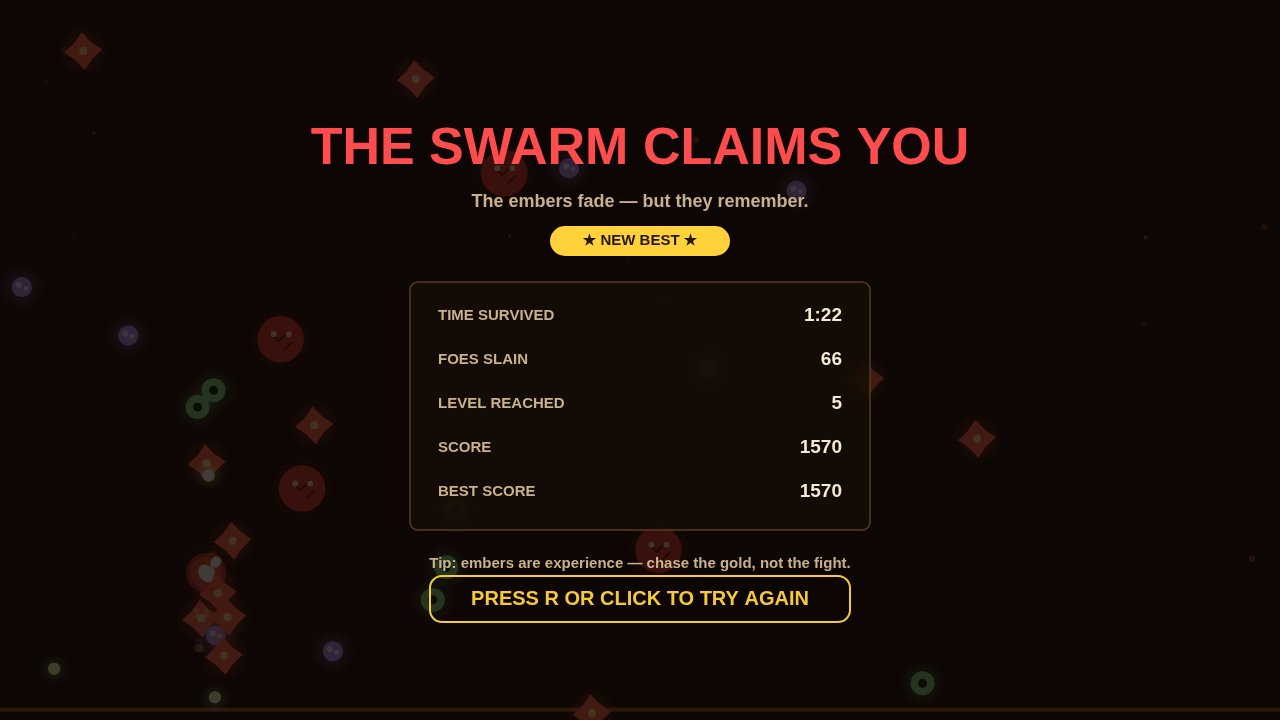 THE SWARM CLAIMS YOU
The embers fade — but they remember.
★ NEW BEST ★
TIME SURVIVED 1:22
FOES SLAIN 66
LEVEL REACHED 5
SCORE 1570
BEST SCORE 1570
Tip: embers are experience — chase the gold, not the fight.
PRESS R OR CLICK TO TRY AGAIN